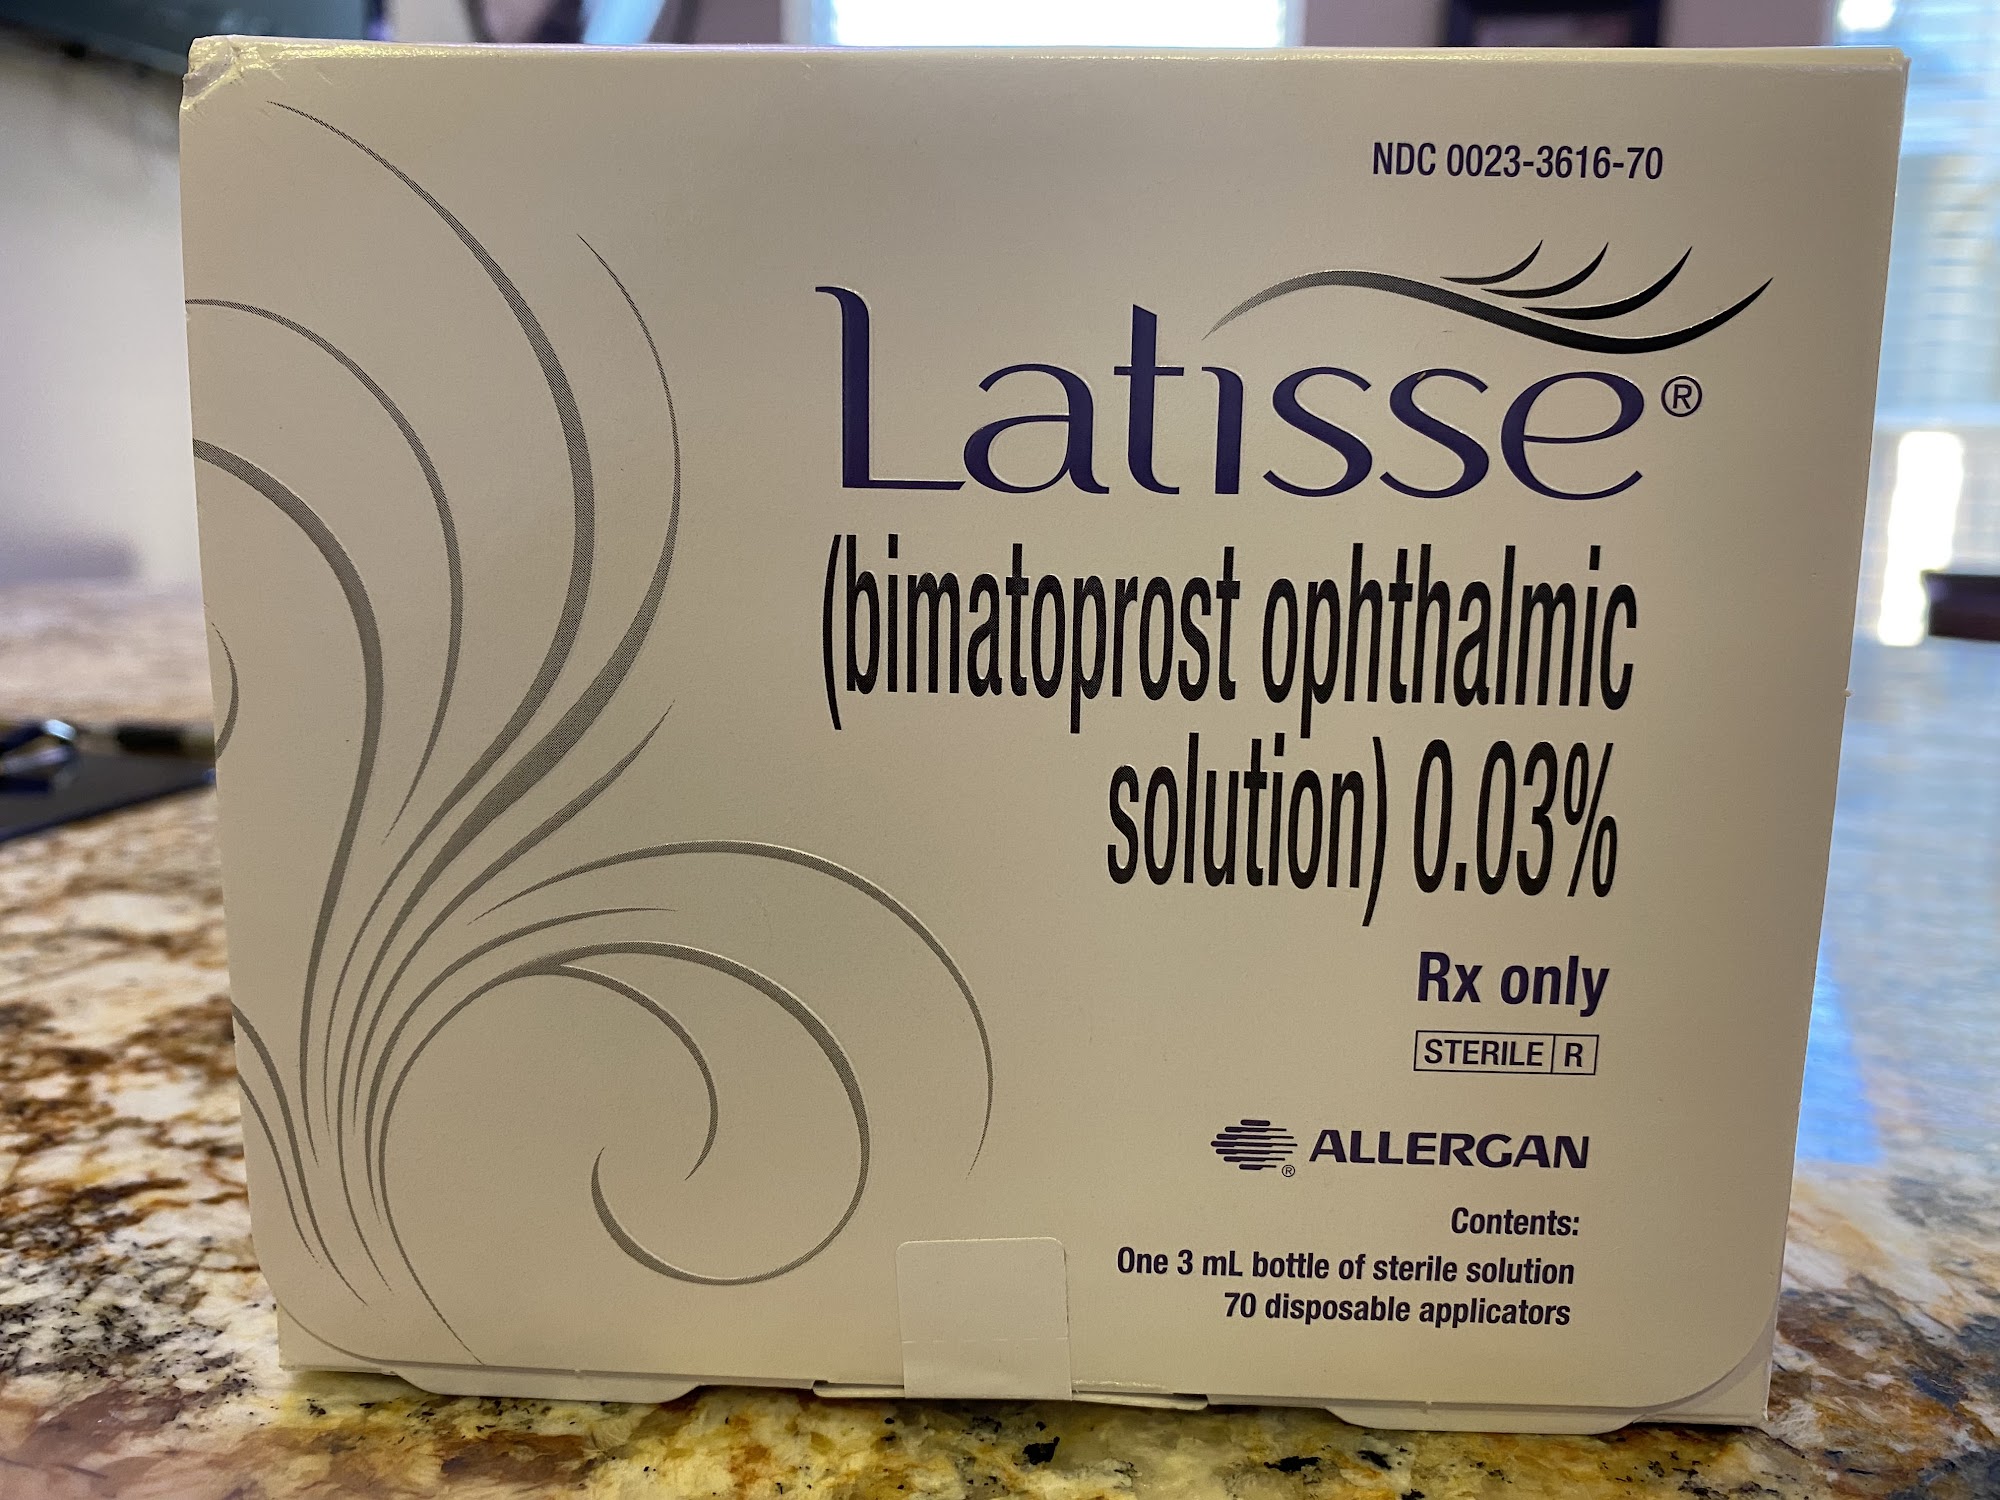 NDC 0023-3616-70
Latisse®
(bimatoprost ophthalmic
solution) 0.03%
Rx only
STERILE R
® ALLERGAN
Contents:
One 3 mL bottle of sterile solution
70 disposable applicators